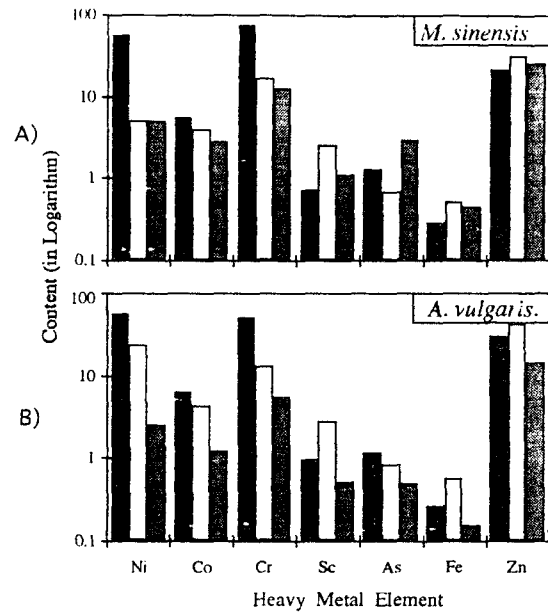 Content (in Logarithm)
A)
100
10
1
0.1
M. sinensis
B)
100
10
1
0.1
A. vulgaris.
Ni Co Cr Sc As Fe Zn
Heavy Metal Element